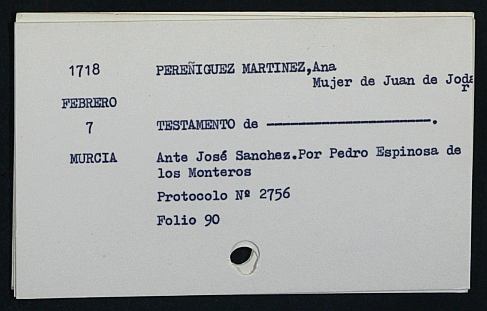 1718 PEREÑIGUEZ MARTINEZ,Ana
Mujer de Juan de Jodar
FEBRERO
7 TESTAMENTO de ------------------------.
MURCIA Ante José Sanchez.Por Pedro Espinosa de
los Monteros
Protocolo Nº 2756
Folio 90